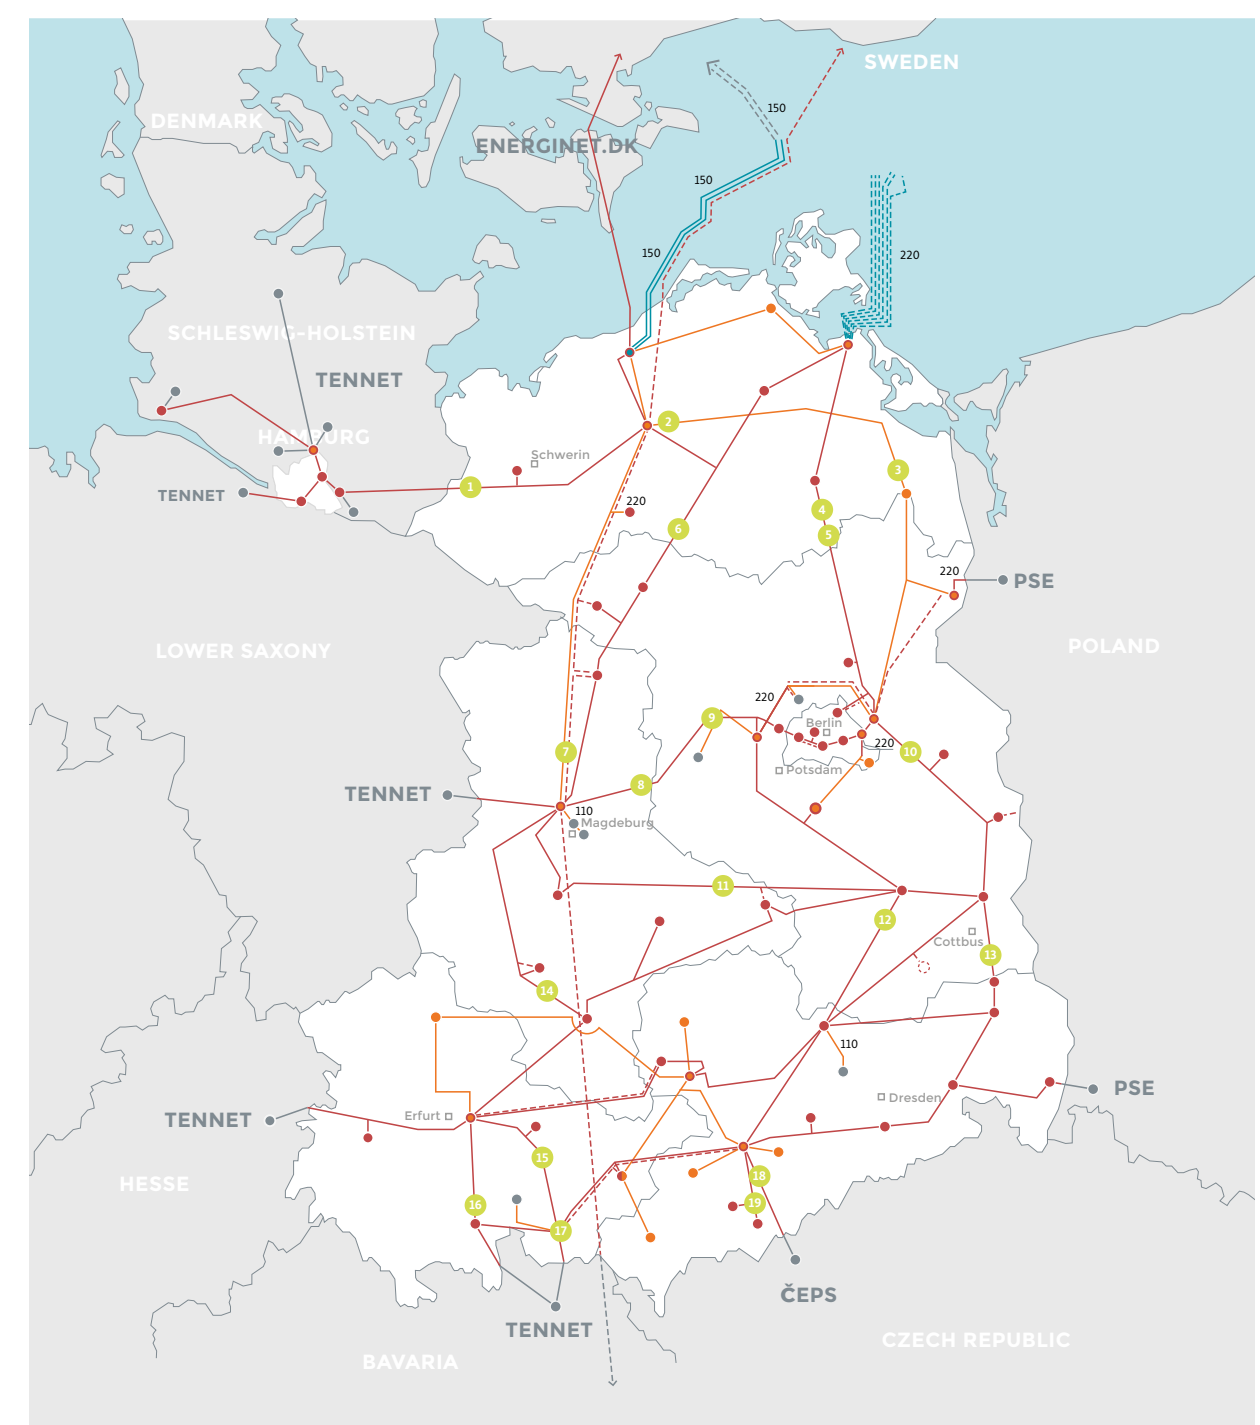 SWEDEN
150
DENMARK
ENERGINET.DK
150
150
220
SCHLESWIG-HOLSTEIN
TENNET
2
HAMBURG
Schwerin
3
1
TENNET
220
4
6
5
220
PSE
LOWER SAXONY
POLAND
220
9
Berlin
7
220
10
Potsdam
8
TENNET
110
Magdeburg
11
12
Cottbus
13
14
110
PSE
Dresden
Erfurt
TENNET
15
HESSE
18
16
19
17
ČEPS
TENNET
CZECH REPUBLIC
BAVARIA